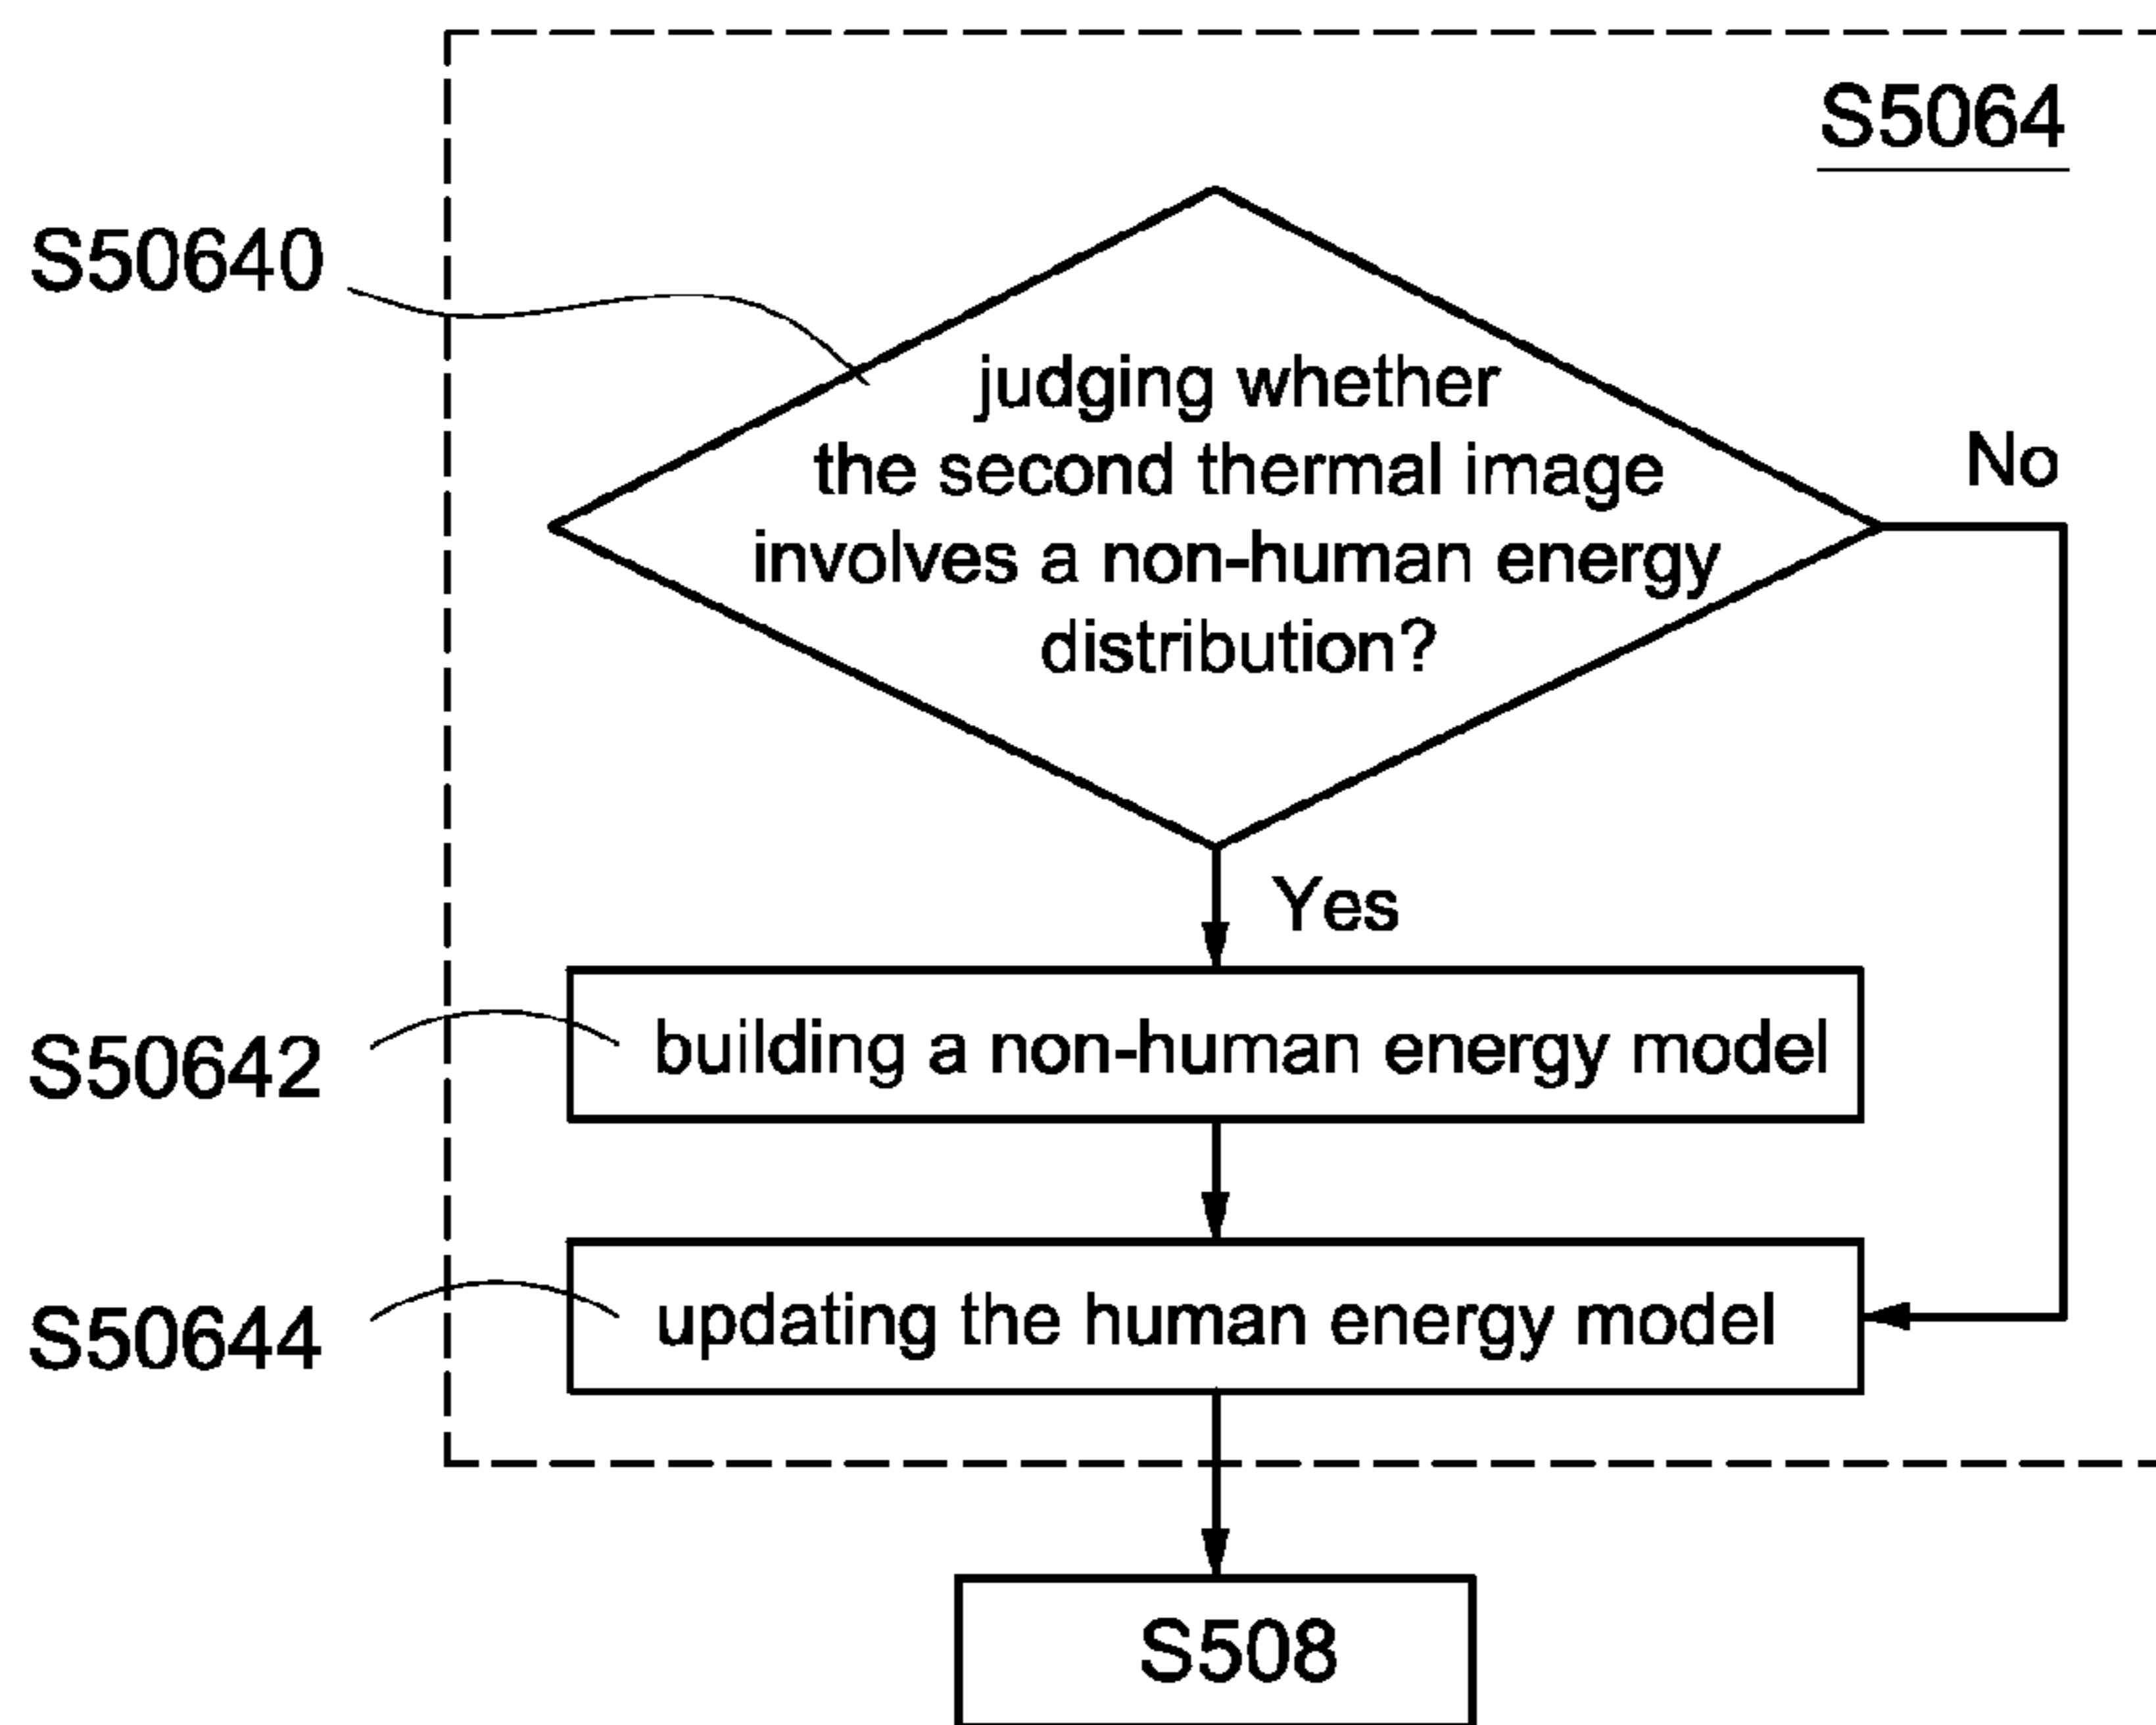 S5064
S50640
judging whether
the second thermal image
involves a non-human energy
distribution?
No
Yes
S50642
building a non-human energy model
S50644
updating the human energy model
S508